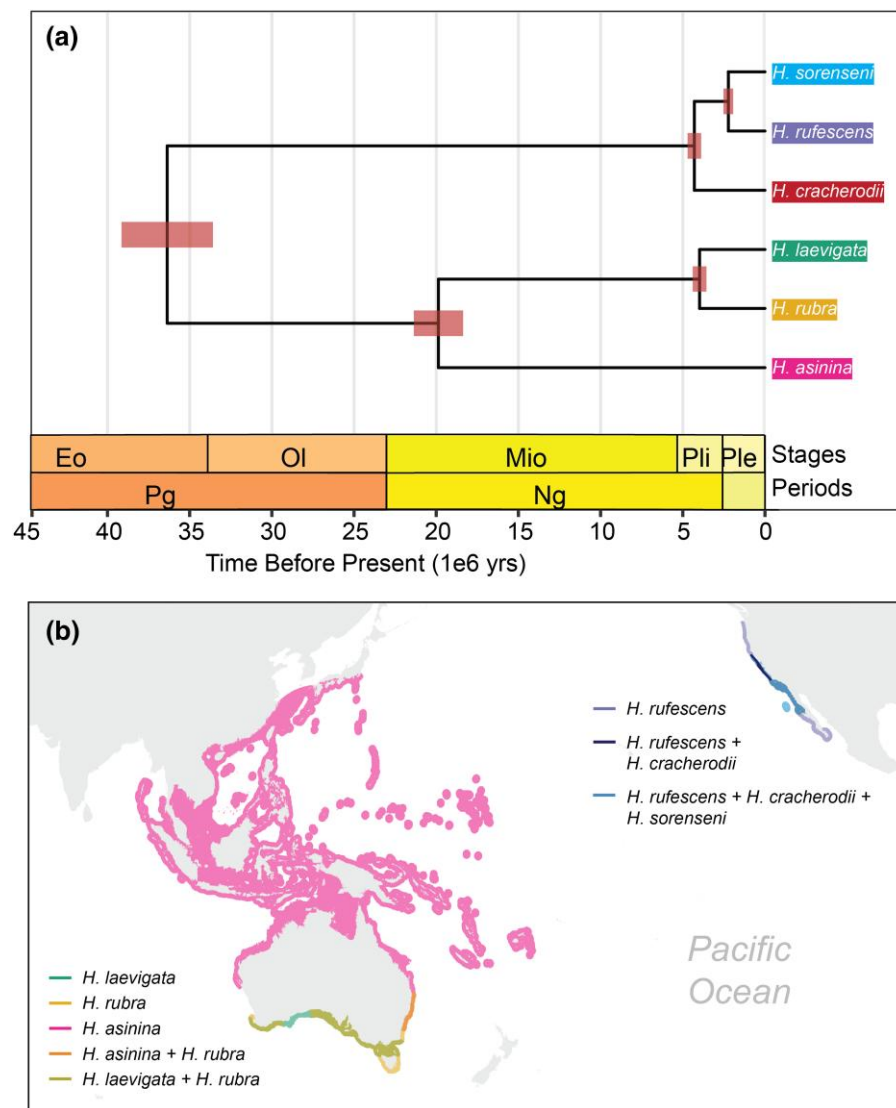 (a)
H. sorenseni
H. rufescens
H. cracherodii
H. laevigata
H. rubra
H. asinina
Eo Ol Mio Pli Ple Stages
Pg Ng Periods
45 40 35 30 25 20 15 10 5 0
Time Before Present (1e6 yrs)
(b)
H. rufescens
H. rufescens +
H. cracherodii
H. rufescens + H. cracherodii +
H. sorenseni
Pacific
Ocean
H. laevigata
H. rubra
H. asinina
H. asinina + H. rubra
H. laevigata + H. rubra